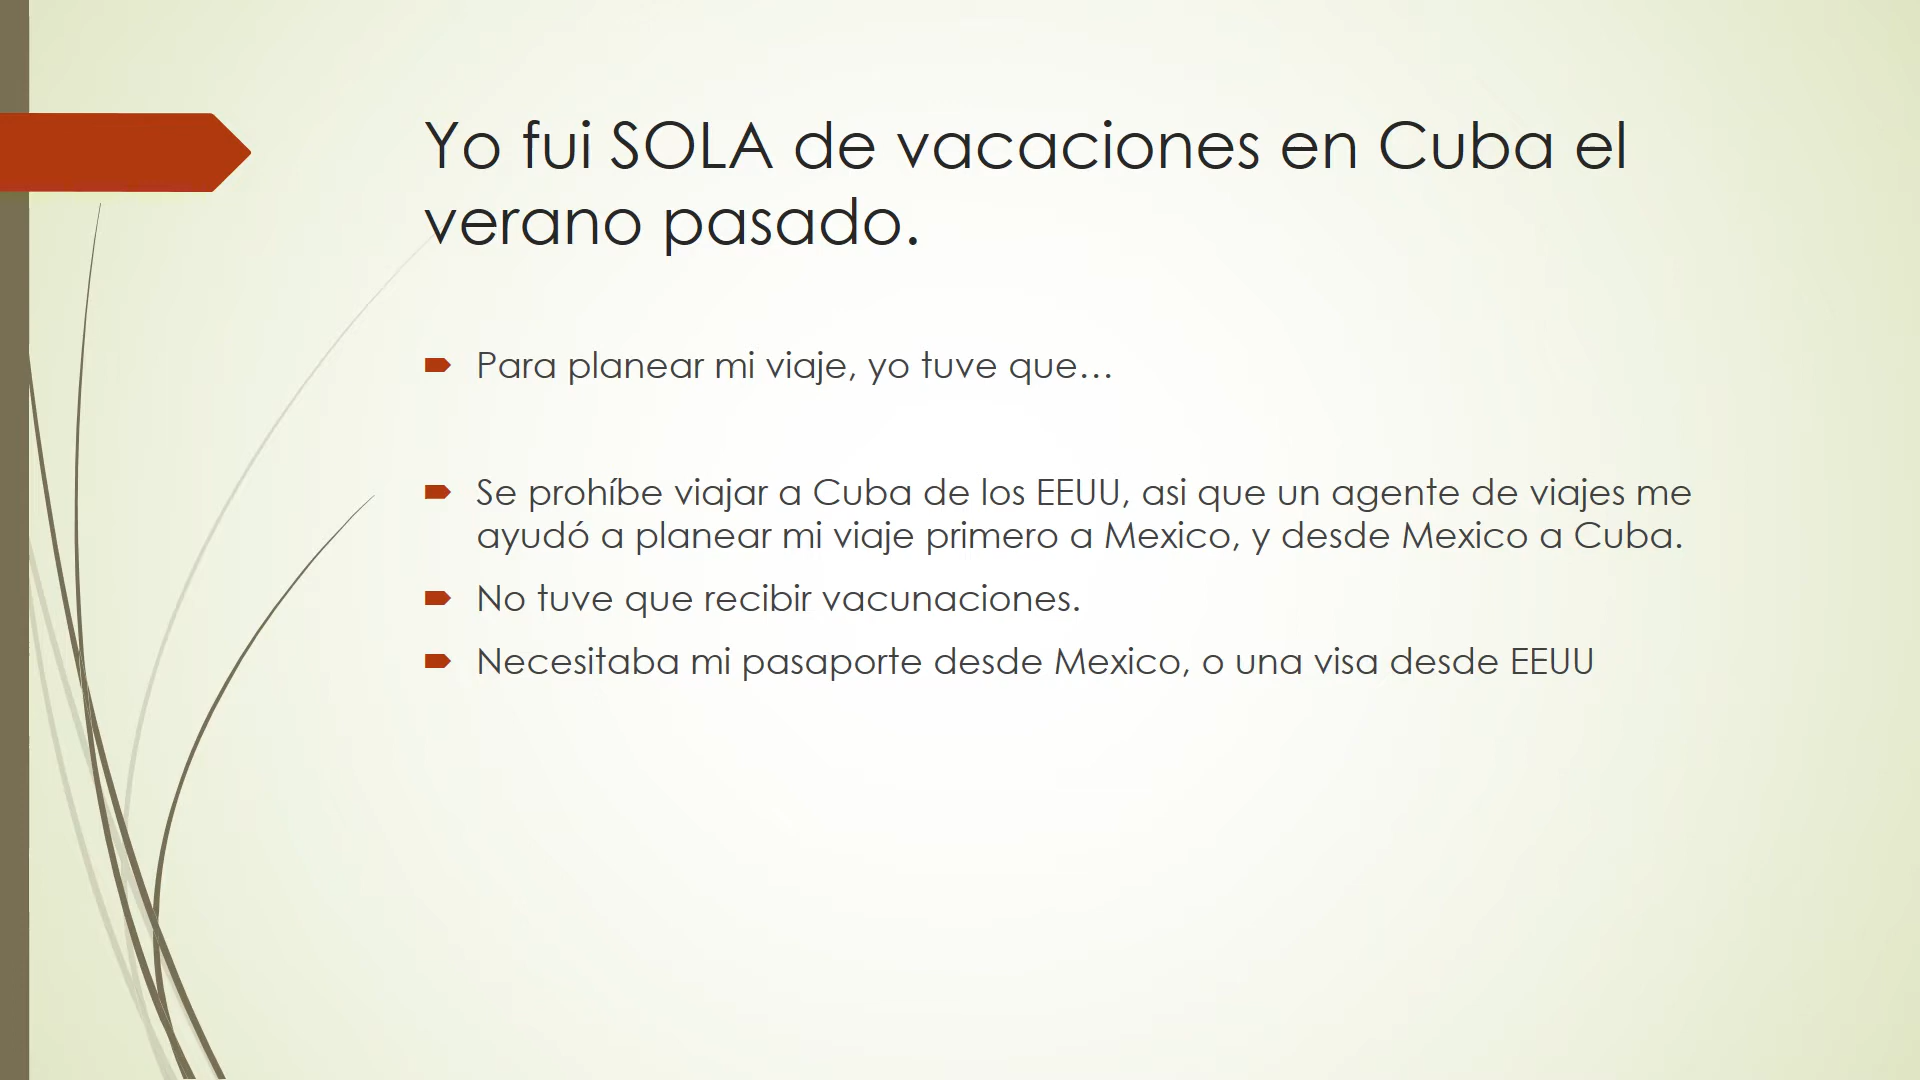 Yo fui SOLA de vacaciones en Cuba el
verano pasado.
Para planear mi viaje, yo tuve que…
Se prohíbe viajar a Cuba de los EEUU, asi que un agente de viajes me
ayudó a planear mi viaje primero a Mexico, y desde Mexico a Cuba.
No tuve que recibir vacunaciones.
Necesitaba mi pasaporte desde Mexico, o una visa desde EEUU